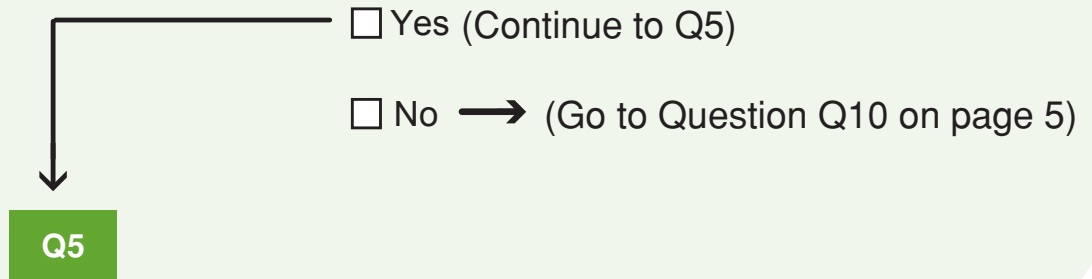 Yes (Continue to Q5)
No (Go to Question Q10 on page 5)
Q5